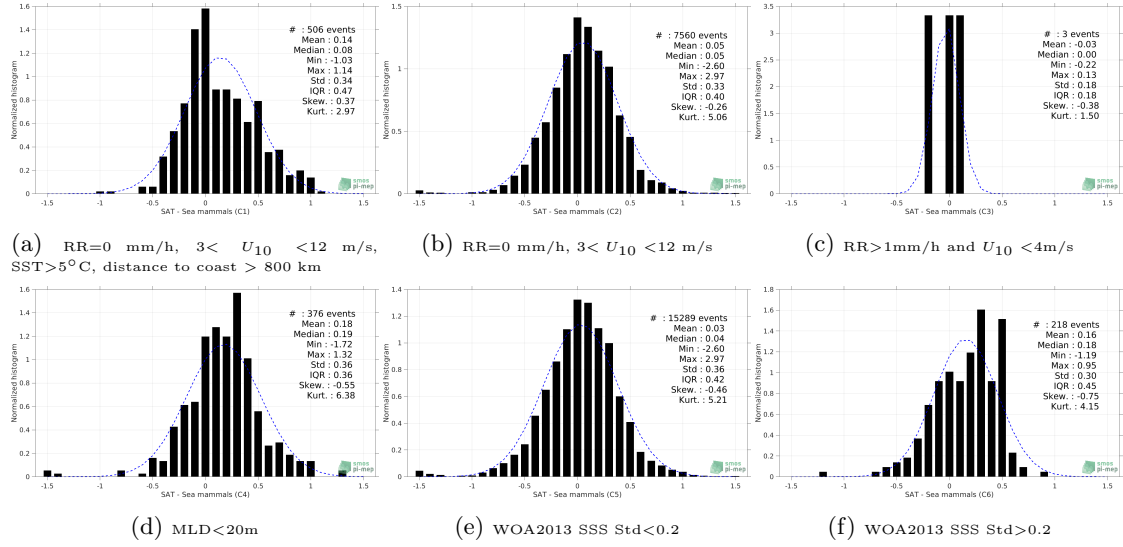 1.6
1.4
1.2
1
0.8
0.6
0.4
0.2
0
Normalized histogram
# : 506 events
Mean : 0.14
Median : 0.08
Min : -1.03
Max : 1.14
Std : 0.34
IQR : 0.47
Skew. : 0.37
Kurt. : 2.97
smos
pi-mep
-1.5 -1 -0.5 0 0.5 1 1.5
SAT - Sea mammals (C1)
(a) RR=0 mm/h, 3< U10 <12 m/s,
SST>5°C, distance to coast > 800 km
1.5
1
0.5
0
Normalized histogram
# : 7560 events
Mean : 0.05
Median : 0.05
Min : -2.60
Max : 2.97
Std : 0.33
IQR : 0.40
Skew. : -0.26
Kurt. : 5.06
smos
pi-mep
-1.5 -1 -0.5 0 0.5 1 1.5
SAT - Sea mammals (C2)
(b) RR=0 mm/h, 3< U10 <12 m/s
3.5
3
2.5
2
1.5
1
0.5
0
Normalized histogram
# : 3 events
Mean : -0.03
Median : 0.00
Min : -0.22
Max : 0.13
Std : 0.18
IQR : 0.18
Skew. : -0.38
Kurt. : 1.50
smos
pi-mep
-1.5 -1 -0.5 0 0.5 1 1.5
SAT - Sea mammals (C3)
(c) RR>1mm/h and U10 <4m/s
1.6
1.4
1.2
1
0.8
0.6
0.4
0.2
0
Normalized histogram
# : 376 events
Mean : 0.18
Median : 0.19
Min : -1.72
Max : 1.32
Std : 0.36
IQR : 0.36
Skew. : -0.55
Kurt. : 6.38
smos
pi-mep
-1.5 -1 -0.5 0 0.5 1 1.5
SAT - Sea mammals (C4)
(d) MLD<20m
1.4
1.2
1
0.8
0.6
0.4
0.2
0
Normalized histogram
# : 15289 events
Mean : 0.03
Median : 0.04
Min : -2.60
Max : 2.97
Std : 0.36
IQR : 0.42
Skew. : -0.46
Kurt. : 5.21
smos
pi-mep
-1.5 -1 -0.5 0 0.5 1 1.5
SAT - Sea mammals (C5)
(e) WOA2013 SSS Std<0.2
1.8
1.6
1.4
1.2
1
0.8
0.6
0.4
0.2
0
Normalized histogram
# : 218 events
Mean : 0.16
Median : 0.18
Min : -1.19
Max : 0.95
Std : 0.30
IQR : 0.45
Skew. : -0.75
Kurt. : 4.15
smos
pi-mep
-1.5 -1 -0.5 0 0.5 1 1.5
SAT - Sea mammals (C6)
(f) WOA2013 SSS Std>0.2